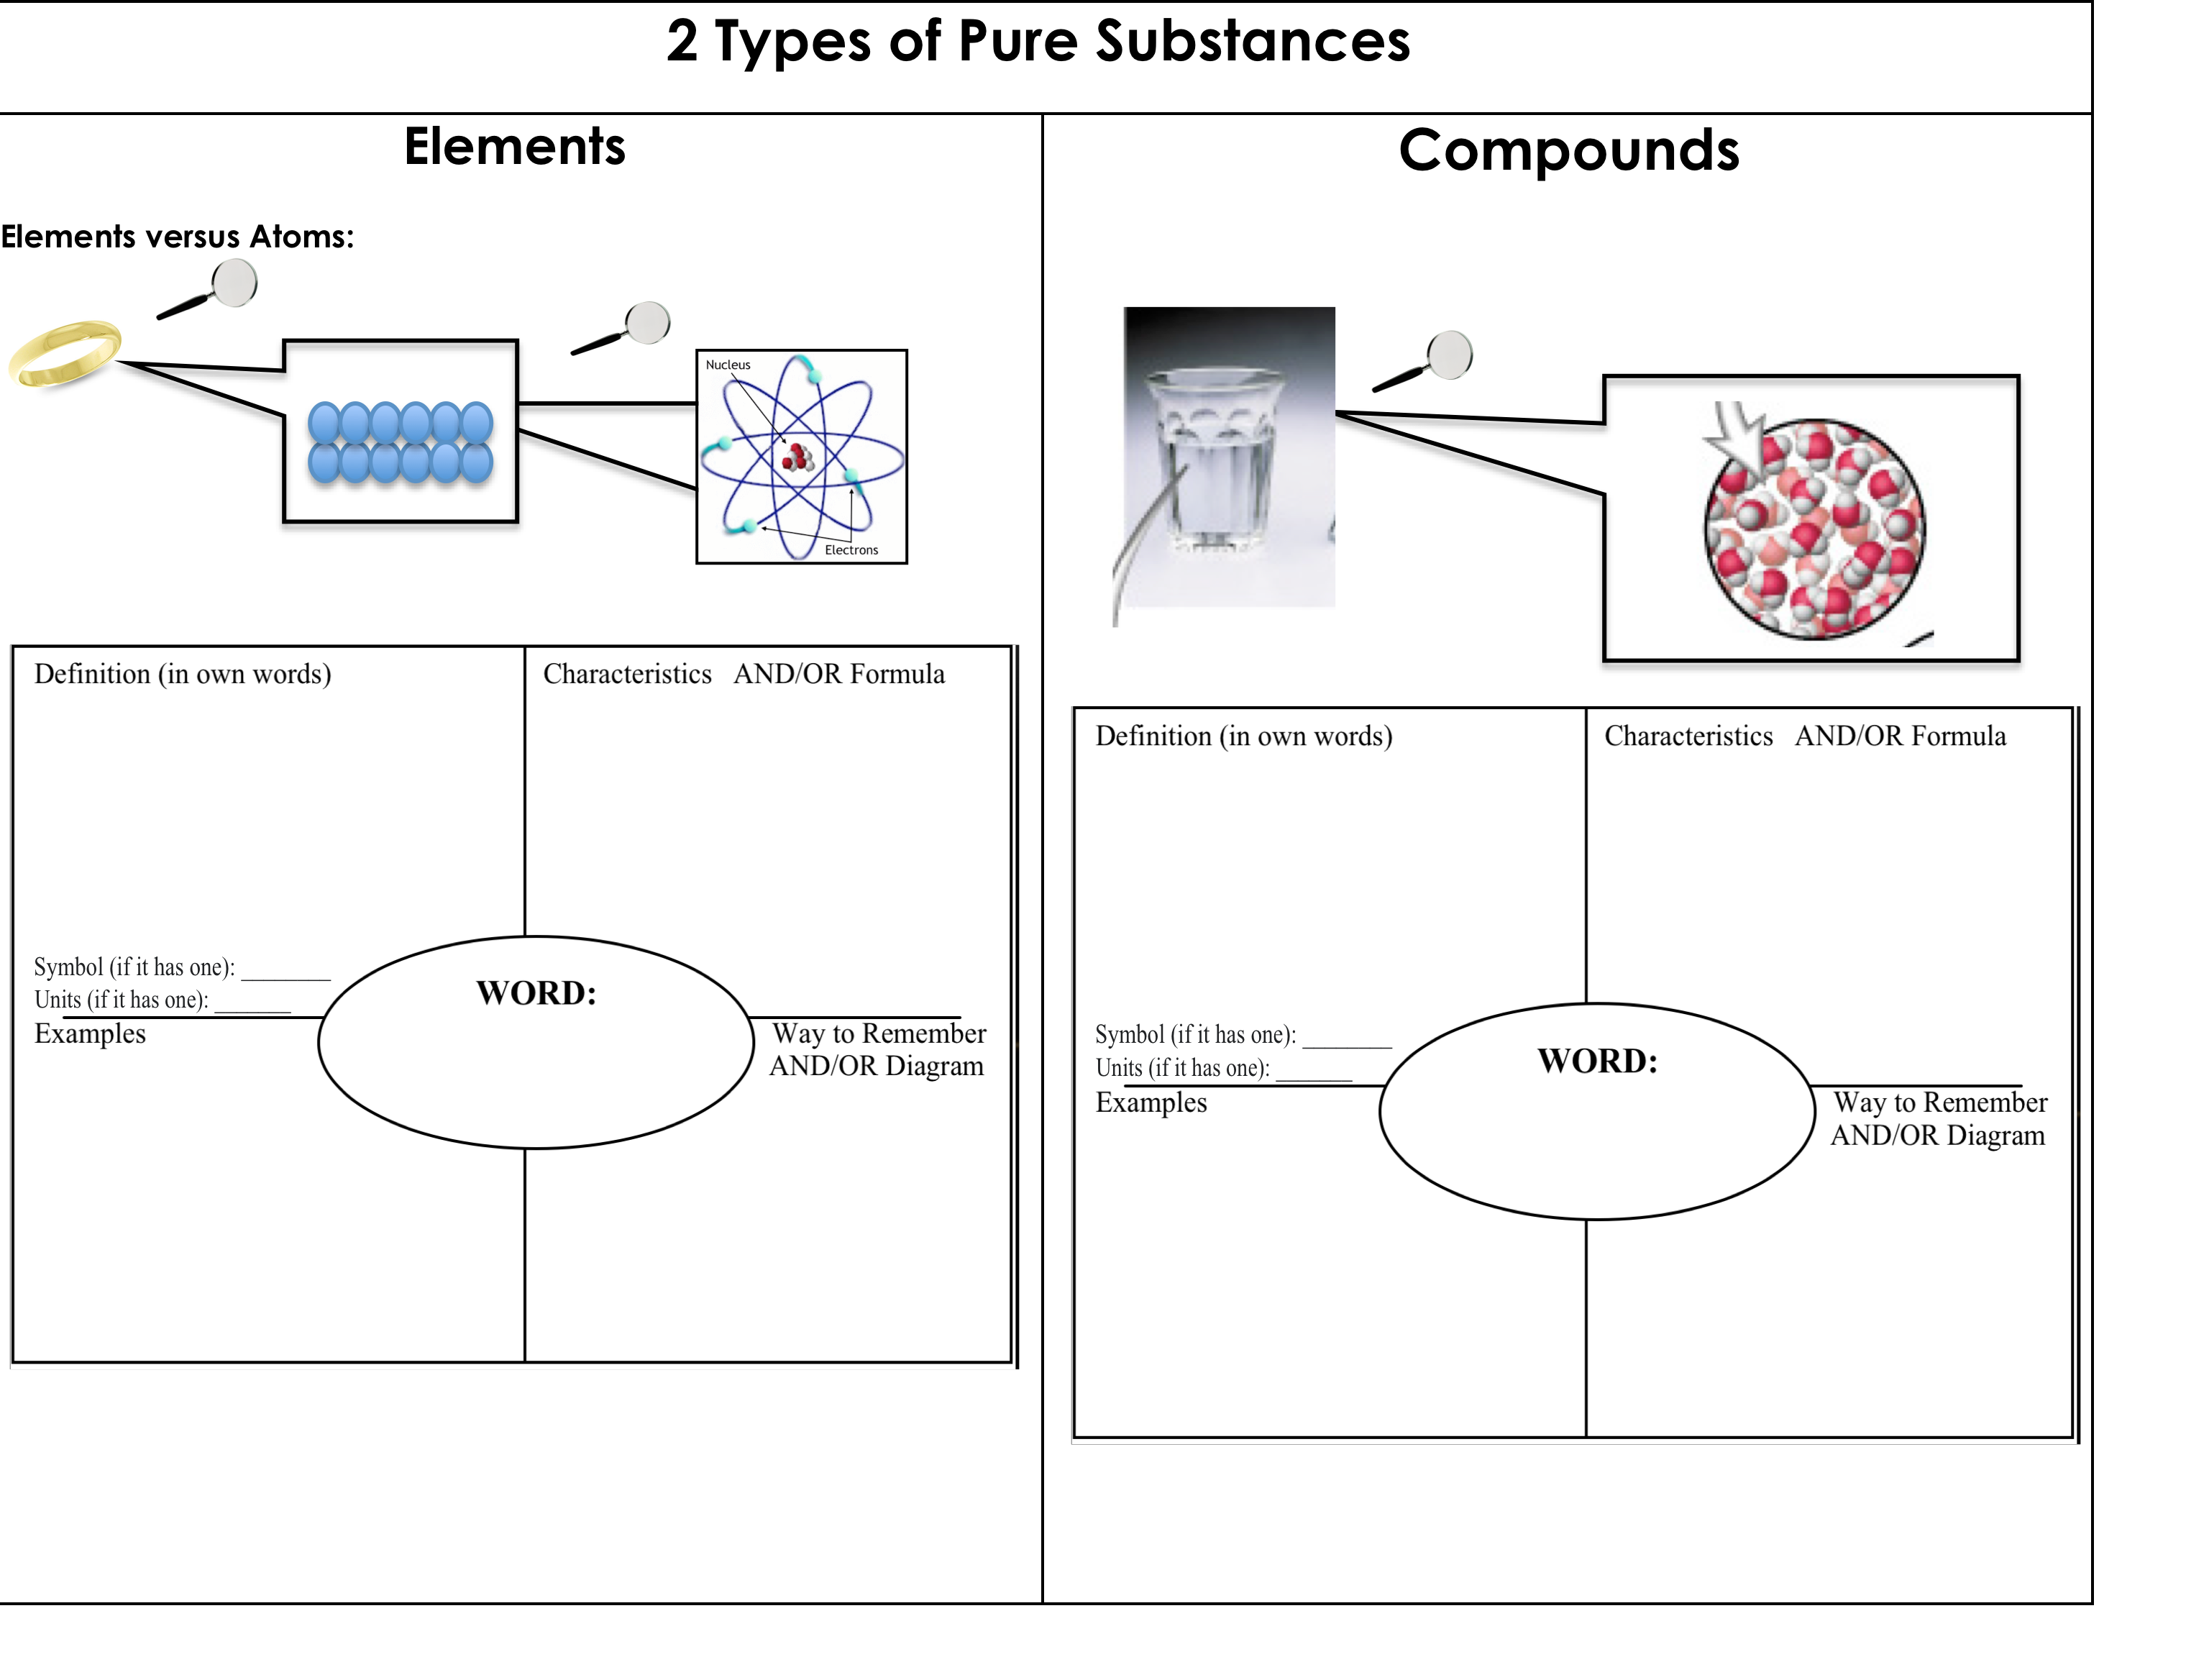 2 Types of Pure Substances
Elements
Elements versus Atoms:
Nucleus
Electrons
Definition (in own words)
Characteristics AND/OR Formula
Symbol (if it has one): ________
Units (if it has one): _______
WORD:
Examples
Way to Remember
AND/OR Diagram
Compounds
Definition (in own words)
Characteristics AND/OR Formula
Symbol (if it has one): ________
Units (if it has one): _______
WORD:
Examples
Way to Remember
AND/OR Diagram